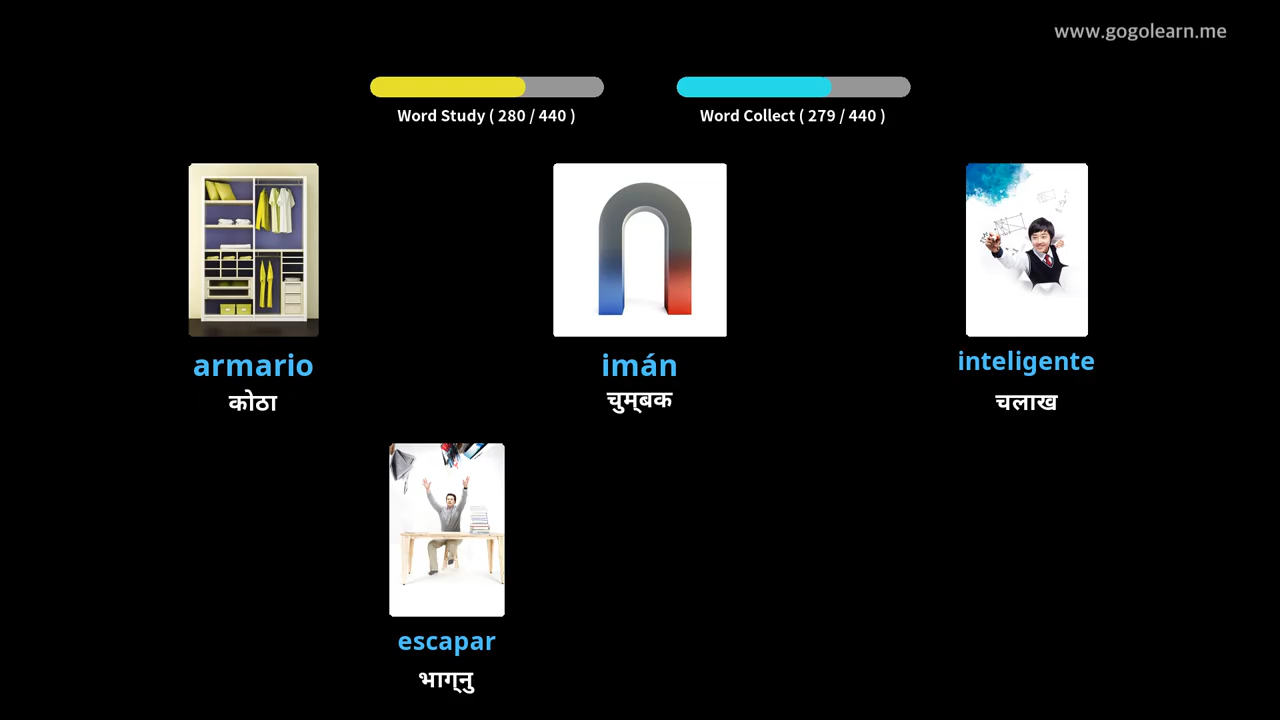 www.gogolearn.me
Word Study ( 280 / 440 )
Word Collect ( 279 / 440 )
armario
कोठा
imán
चुम्बक
inteligente
चलाख
escapar
भाग्नु